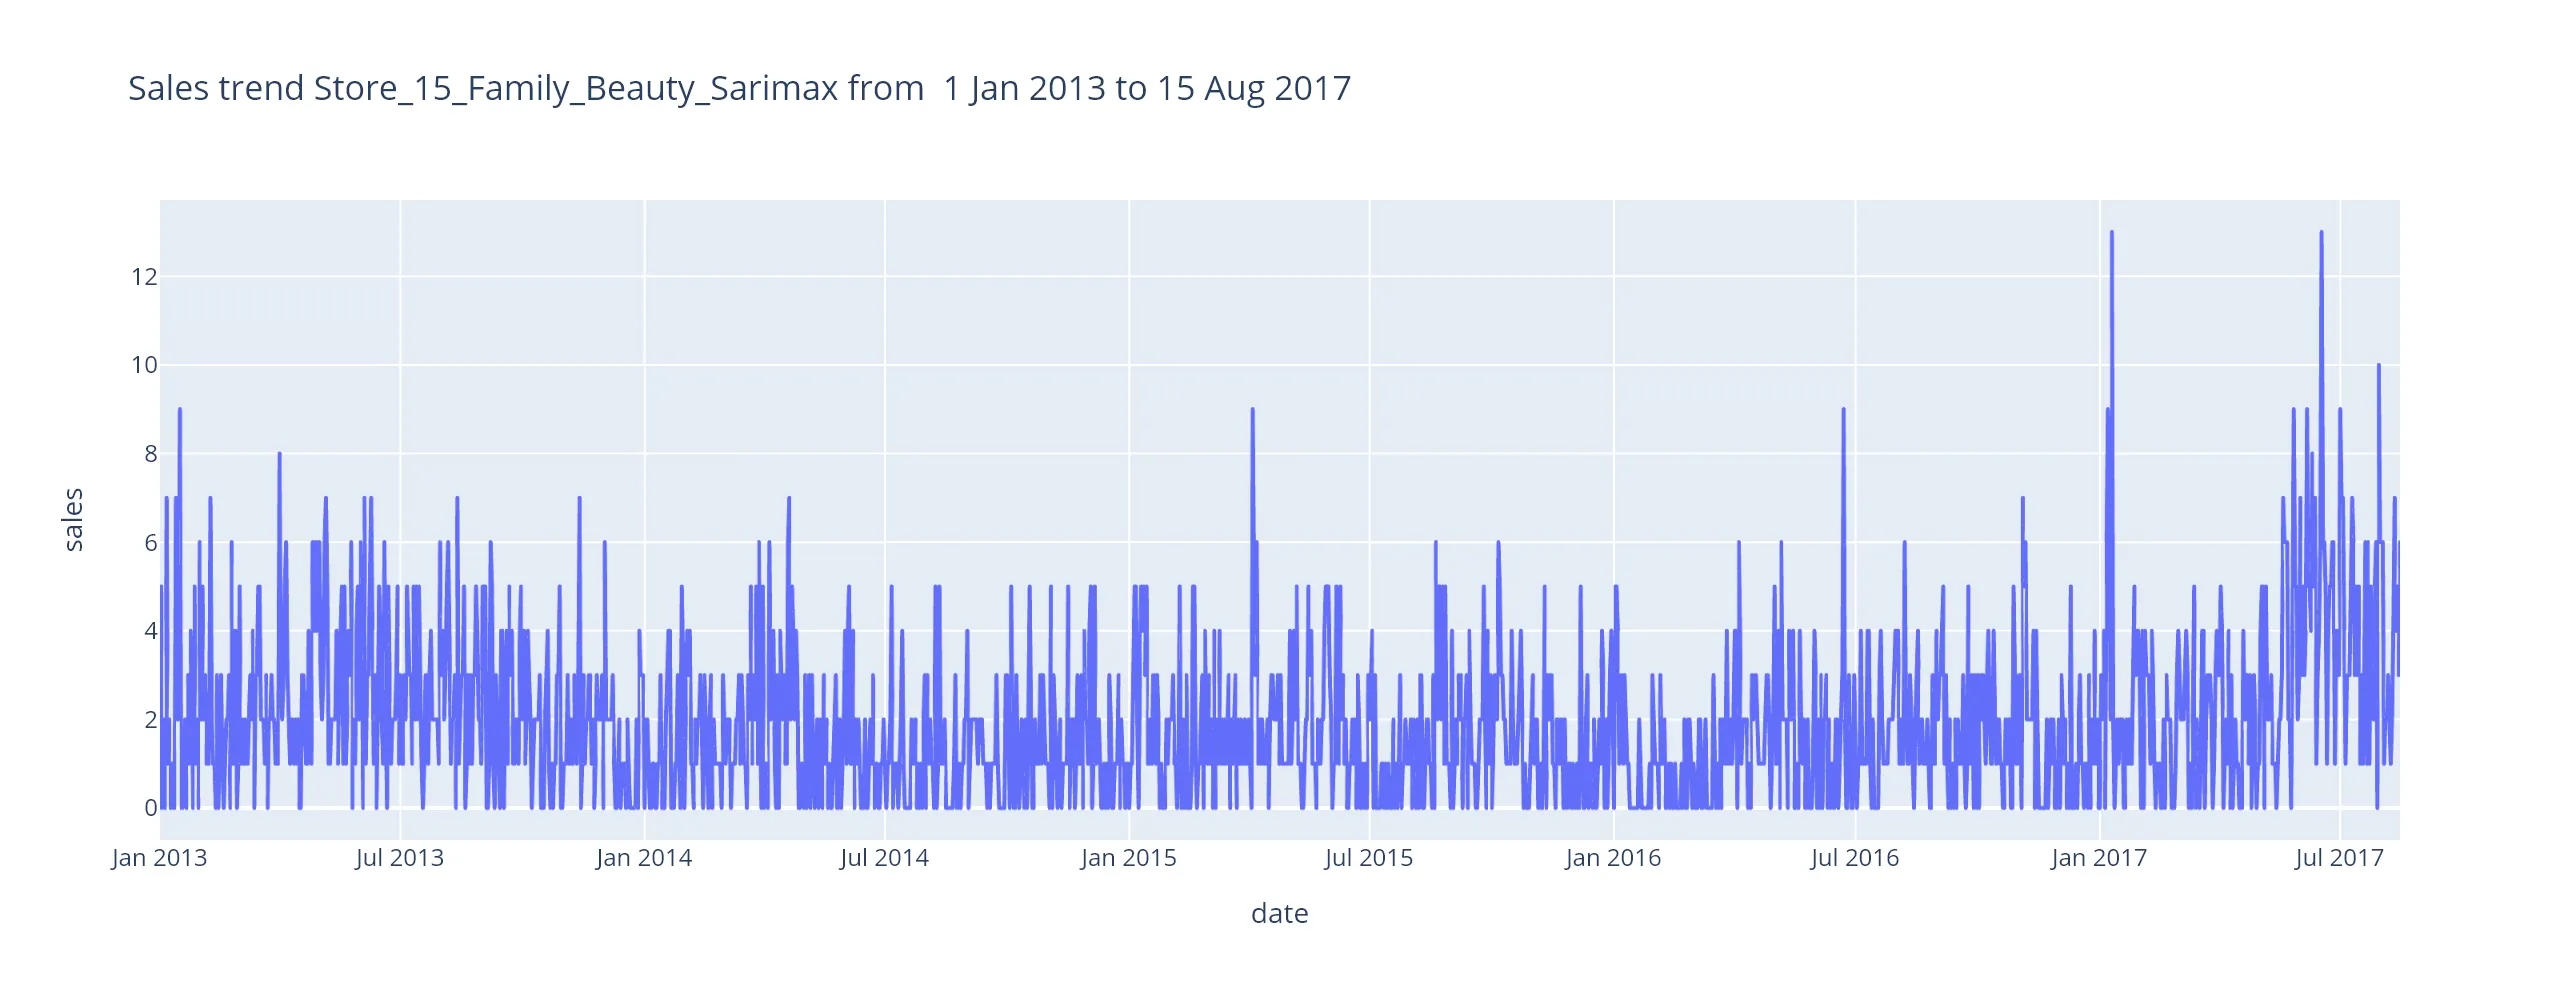 Sales trend Store_15_Family_Beauty_Sarimax from  1 Jan 2013 to 15 Aug 2017
12
10
8
6
4
2
0
sales
Jan 2013 Jul 2013 Jan 2014 Jul 2014 Jan 2015 Jul 2015 Jan 2016 Jul 2016 Jan 2017 Jul 2017
date